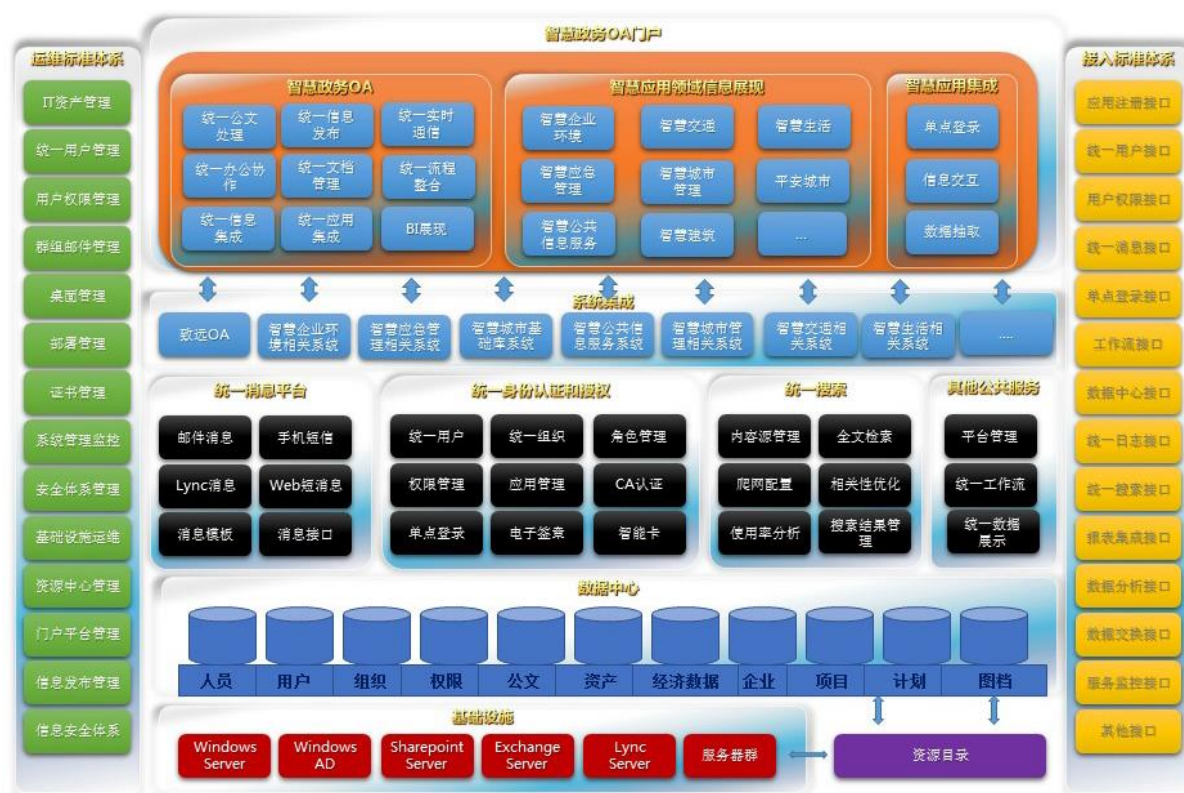 智慧政务OA门户
运维标准体系
IT资产管理
统一用户管理
用户权限管理
群组邮件管理
桌面管理
部署管理
证书管理
系统管理监控
安全体系管理
基础设施运维
资源中心管理
门户平台管理
信息发布管理
信息安全体系
智慧政务OA
统一公文
处理
统一信息
发布
统一实时
通信
统一办公协
作
统一文档
管理
统一流程
整合
统一信息
集成
统一应用
集成
BI展现
智慧应用领域信息展现
智慧企业
环境
智慧交通
智慧生活
智慧应急
管理
智慧城市
管理
平安城市
智慧公共
信息服务
智慧建筑
...
智慧应用集成
单点登录
信息交互
数据抽取
系统集成
致远OA
智慧企业环
境相关系统
智慧应急管
理相关系统
智慧城市基
础库系统
智慧公共信
息服务系统
智慧城市管
理相关系统
智慧交通相
关系统
智慧生活相
关系统
....
统一消息平台
邮件消息
手机短信
Lync消息
Web短消息
消息模板
消息接口
统一身份认证和授权
统一用户
统一组织
角色管理
权限管理
应用管理
CA认证
单点登录
电子签章
智能卡
统一搜索
内容源管理
全文检索
爬网配置
相关性优化
使用率分析
搜索结果管
理
其他公共服务
平台管理
统一工作流
统一数据
展示
数据中心
人员
用户
组织
权限
公文
资产
经济数据
企业
项目
计划
图档
基础设施
Windows
Server
Windows
AD
Sharepoint
Server
Exchange
Server
Lync
Server
服务器群
资源目录
接入标准体系
应用注册接口
统一用户接口
用户权限接口
统一消息接口
单点登录接口
工作流接口
数据中心接口
统一日志接口
统一搜索接口
报表集成接口
数据分析接口
数据交换接口
服务监控接口
其他接口